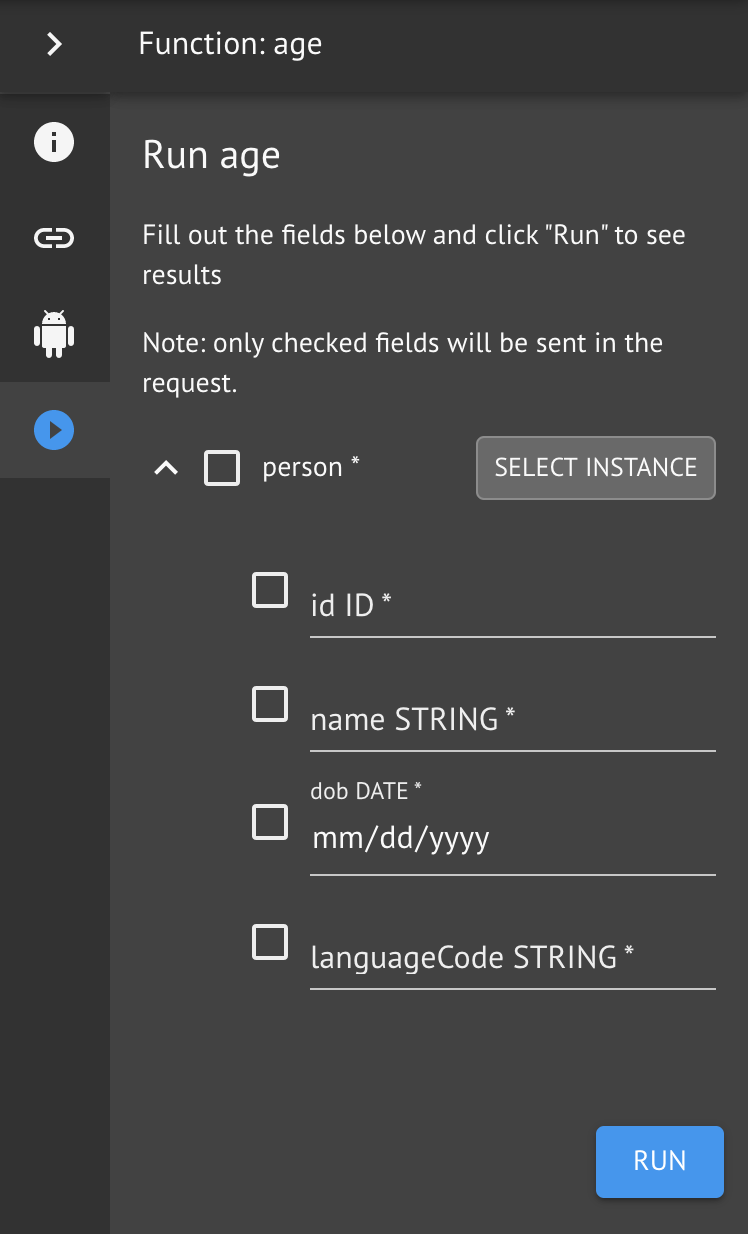 Function: age
Run age
Fill out the fields below and click "Run" to see
results
Note: only checked fields will be sent in the
request.
person *
SELECT INSTANCE
id ID *
name STRING *
dob DATE *
mm/dd/yyyy
languageCode STRING *
RUN